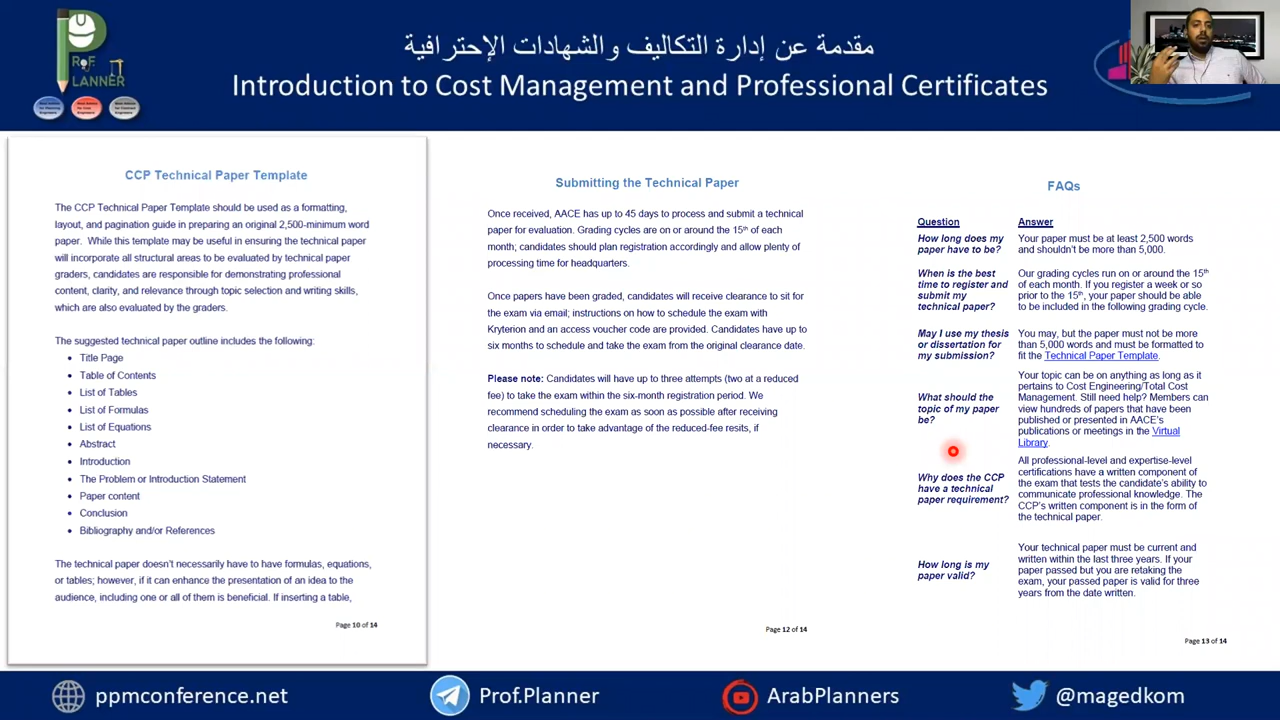 مقدمة عن إدارة التكاليف والشهادات الإحترافية
Introduction to Cost Management and Professional Certificates
PROF
PLANNER
CCP Technical Paper Template
The CCP Technical Paper Template should be used as a formatting,
layout, and pagination guide in preparing an original 2,500-minimum word
paper. While this template may be useful in ensuring the technical paper
will incorporate all structural areas to be evaluated by technical paper
graders, candidates are responsible for demonstrating professional
content, clarity, and relevance through topic selection and writing skills,
which are also evaluated by the graders.
The suggested technical paper outline includes the following:
• Title Page
• Table of Contents
• List of Tables
• List of Formulas
• List of Equations
• Abstract
• Introduction
• The Problem or Introduction Statement
• Paper content
• Conclusion
• Bibliography and/or References
The technical paper doesn't necessarily have to have formulas, equations,
or tables; however, if it can enhance the presentation of an idea to the
audience, including one or all of them is beneficial. If inserting a table,
Page 10 of 14
Submitting the Technical Paper
Once received, AACE has up to 45 days to process and submit a technical
paper for evaluation. Grading cycles are on or around the 15th of each
month; candidates should plan registration accordingly and allow plenty of
processing time for headquarters.
Once papers have been graded, candidates will receive clearance to sit for
the exam via email; instructions on how to schedule the exam with
Kryterion and an access voucher code are provided. Candidates have up to
six months to schedule and take the exam from the original clearance date.
Please note: Candidates will have up to three attempts (two at a reduced
fee) to take the exam within the six-month registration period. We
recommend scheduling the exam as soon as possible after receiving
clearance in order to take advantage of the reduced-fee resits, if
necessary.
Page 12 of 14
FAQs
Question
Answer
How long does my
paper have to be?
Your paper must be at least 2,500 words
and shouldn't be more than 5,000.
When is the best
time to register and
submit my
technical paper?
Our grading cycles run on or around the 15th
of each month. If you register a week or so
prior to the 15th, your paper should be able
to be included in the following grading cycle.
May I use my thesis
or dissertation for
my submission?
You may, but the paper must not be more
than 5,000 words and must be formatted to
fit the Technical Paper Template.
What should the
topic of my paper
be?
Your topic can be on anything as long as it
pertains to Cost Engineering/Total Cost
Management. Still need help? Members can
view hundreds of papers that have been
published or presented in AACE's
publications or meetings in the Virtual
Library.
Why does the CCP
have a technical
paper requirement?
All professional-level and expertise-level
certifications have a written component of
the exam that tests the candidate's ability to
communicate professional knowledge. The
CCP's written component is in the form of
the technical paper.
How long is my
paper valid?
Your technical paper must be current and
written within the last three years. If your
paper passed but you are retaking the
exam, your passed paper is valid for three
years from the date written.
Page 13 of 14
ppmconference.net
Prof.Planner
ArabPlanners
@magedkom